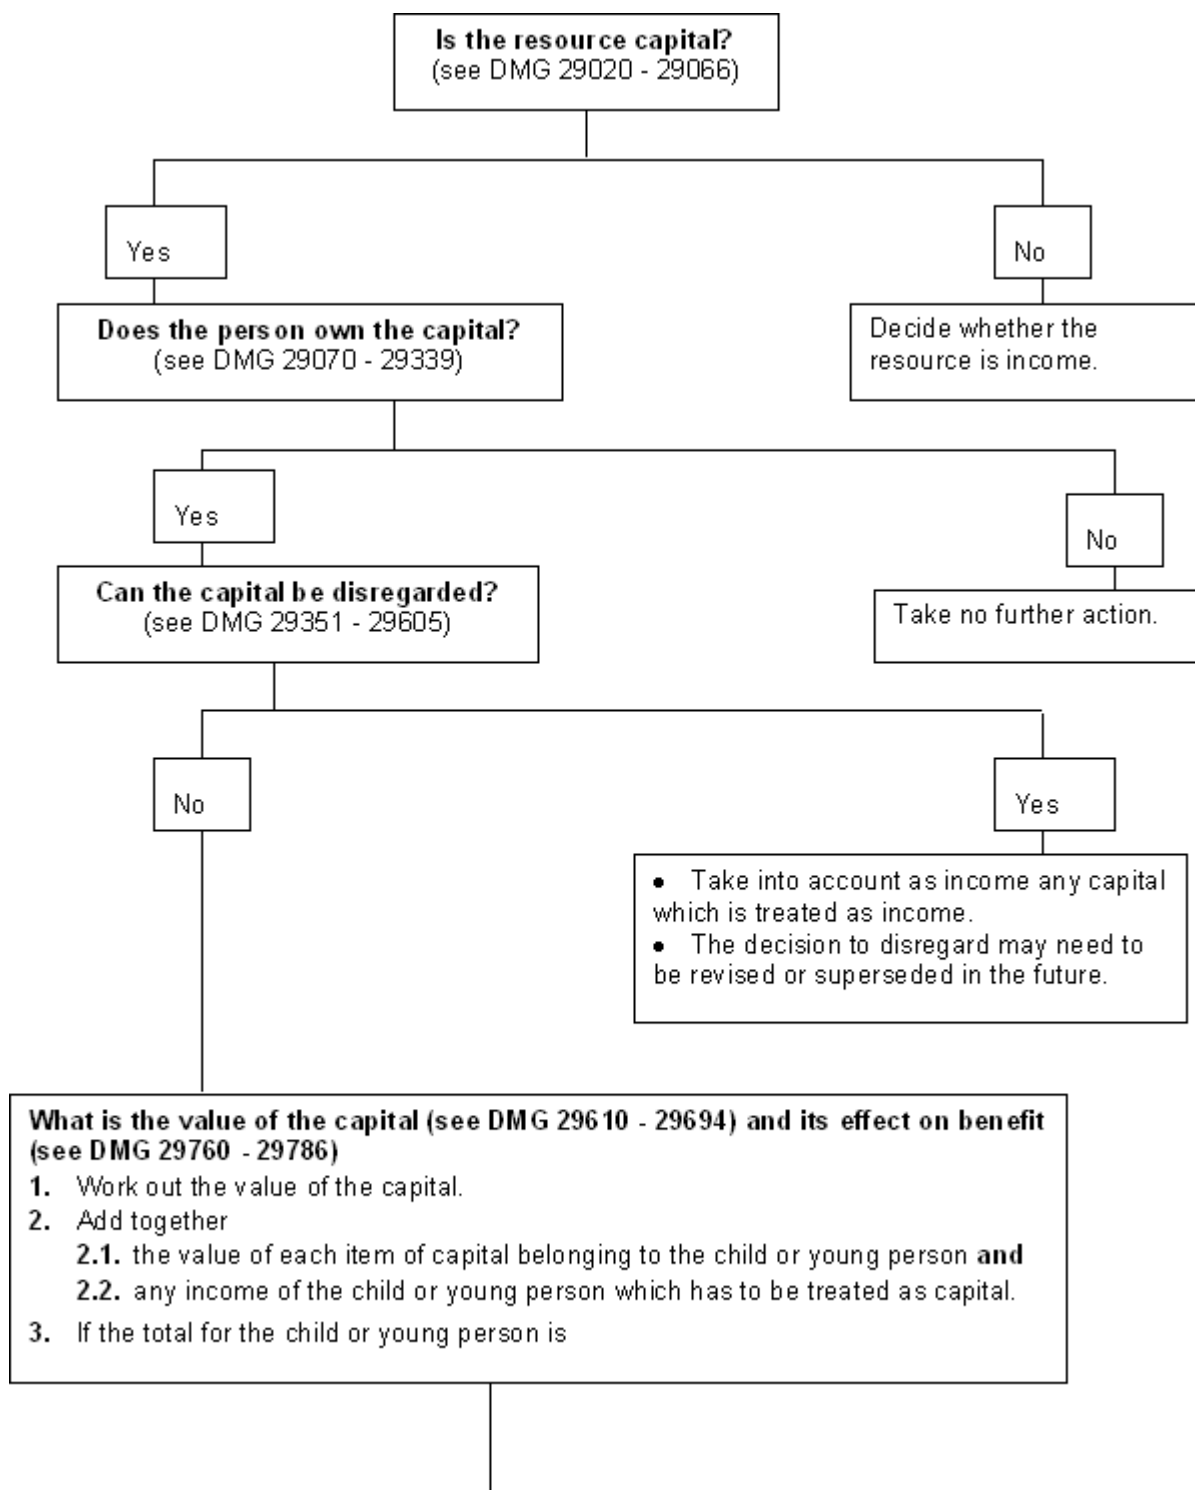 Is the resource capital?
(see DMG 29020 - 29066)
Yes
No
Does the person own the capital?
(see DMG 29070 - 29339)
Decide whether the
resource is income.
Yes
No
Can the capital be disregarded?
(see DMG 29351 - 29605)
Take no further action.
No
Yes
• Take into account as income any capital
which is treated as income.
• The decision to disregard may need to
be revised or superseded in the future.
What is the value of the capital (see DMG 29610 - 29694) and its effect on benefit
(see DMG 29760 - 29786)
1. Work out the value of the capital.
2. Add together
2.1. the value of each item of capital belonging to the child or young person and
2.2. any income of the child or young person which has to be treated as capital.
3. If the total for the child or young person is